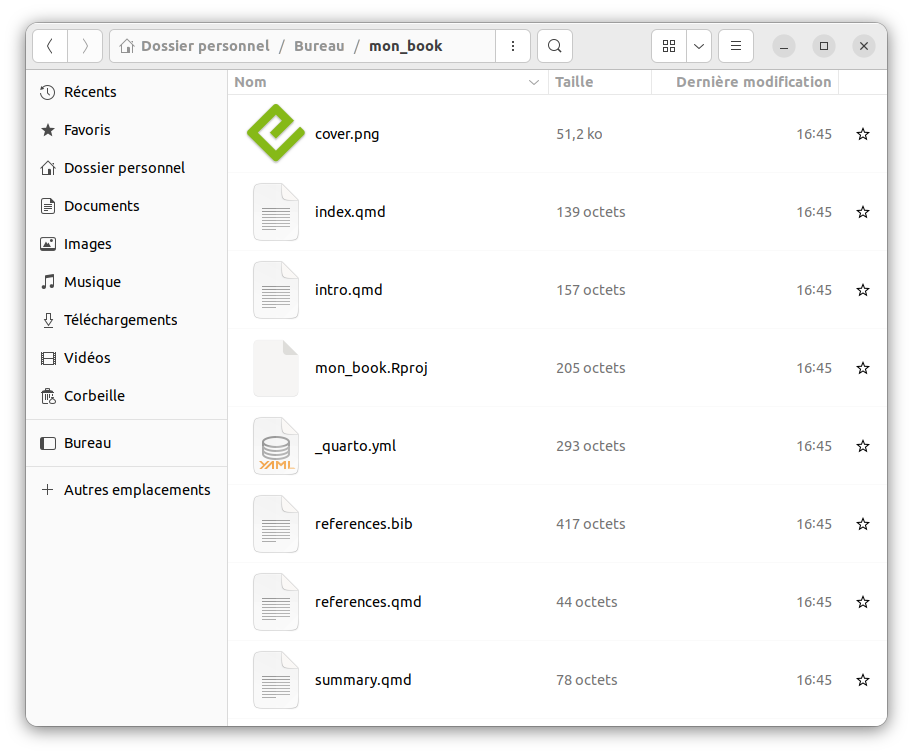 Dossier personnel / Bureau / mon_book
Nom Taille Dernière modification
Récents
Favoris
Dossier personnel
Documents
Images
Musique
Téléchargements
Vidéos
Corbeille
Bureau
Autres emplacements
cover.png 51,2 ko 16:45
index.qmd 139 octets 16:45
intro.qmd 157 octets 16:45
mon_book.Rproj 205 octets 16:45
YAML
_quarto.yml 293 octets 16:45
references.bib 417 octets 16:45
references.qmd 44 octets 16:45
summary.qmd 78 octets 16:45